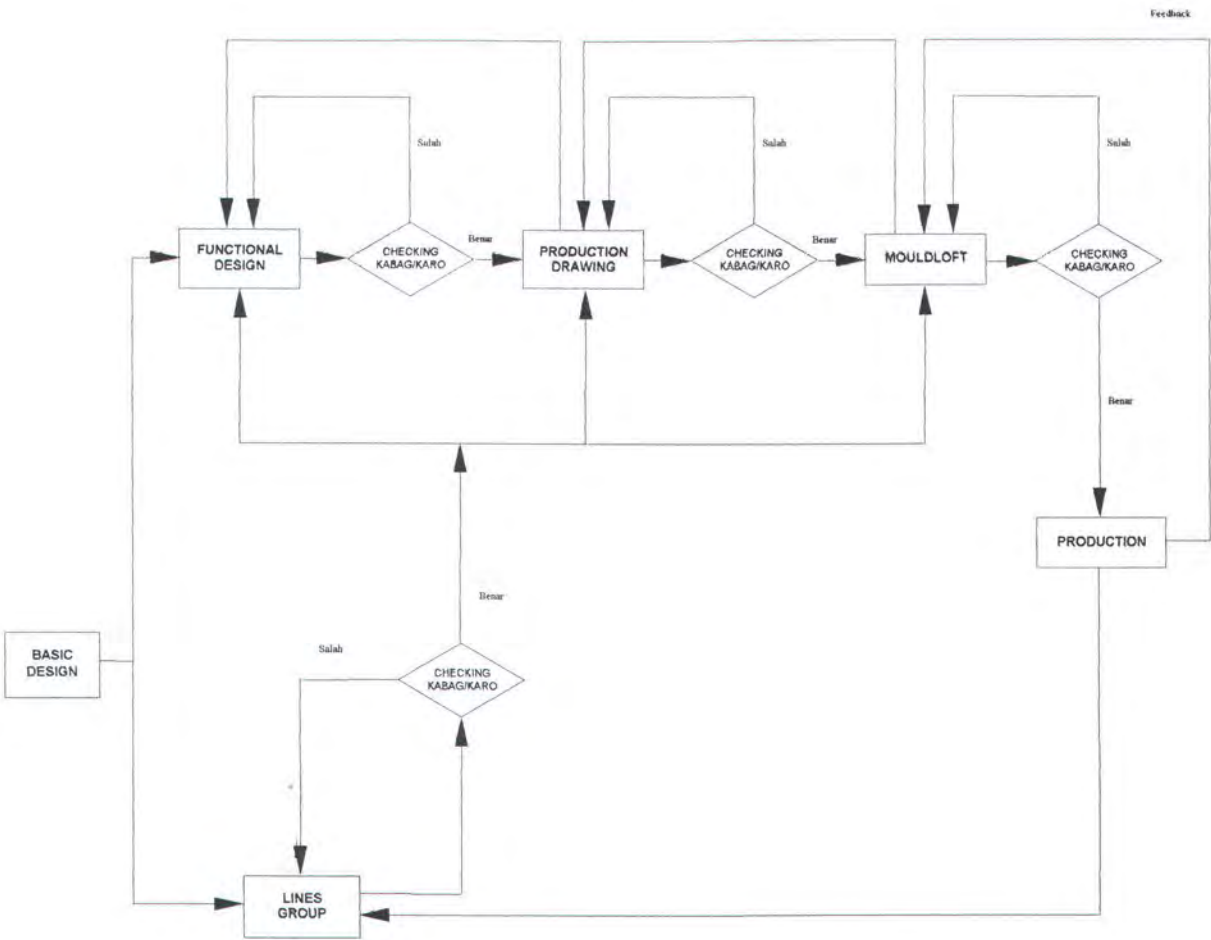 Feedback
Salah
Salah
Salah
FUNCTIONAL
DESIGN
CHECKING
KABAG/KARO
Benar
PRODUCTION
DRAWING
CHECKING
KABAG/KARO
Benar
MOULDLOFT
CHECKING
KABAG/KARO
Benar
PRODUCTION
Benar
Salah
CHECKING
KABAG/KARO
BASIC
DESIGN
LINES
GROUP